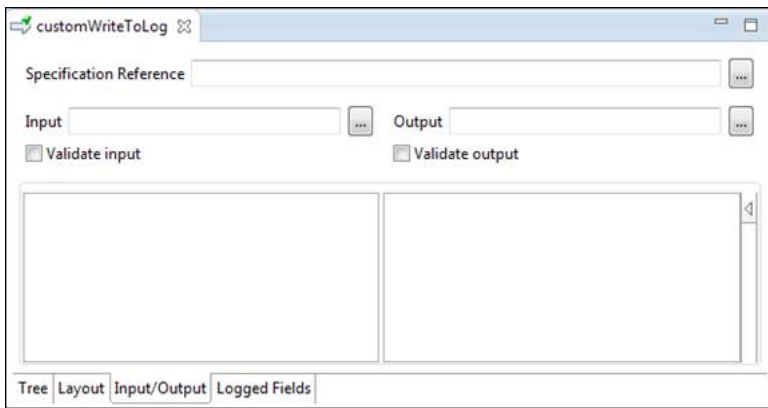 customWriteToLog
Specification Reference ...
Input ... Output ...
Validate input Validate output
Tree Layout Input/Output Logged Fields